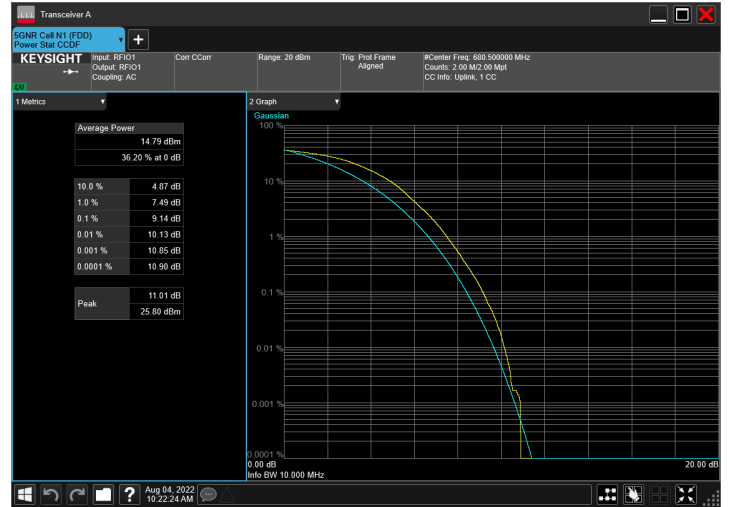 Transceiver A
5GNR Cell N1 (FDD)
Power Stat CCDF
KEYSIGHT
LXI
Input: RFIO1
Output: RFIO1
Coupling: AC
Corr CCorr
Range: 20 dBm
Trig: Prot Frame
Aligned
#Center Freq: 680.500000 MHz
Counts: 2.00 M/2.00 Mpt
CC Info: Uplink, 1 CC
1 Metrics
Average Power
14.79 dBm
36.20 % at 0 dB
10.0 % 4.87 dB
1.0 % 7.49 dB
0.1 % 9.14 dB
0.01 % 10.13 dB
0.001 % 10.85 dB
0.0001 % 10.90 dB
Peak
11.01 dB
25.80 dBm
2 Graph
Gaussian
100 %
10 %
1 %
0.1 %
0.01 %
0.001 %
0.0001 %
0.00 dB
20.00 dB
Info BW 10.000 MHz
?
Aug 04, 2022
10:22:24 AM